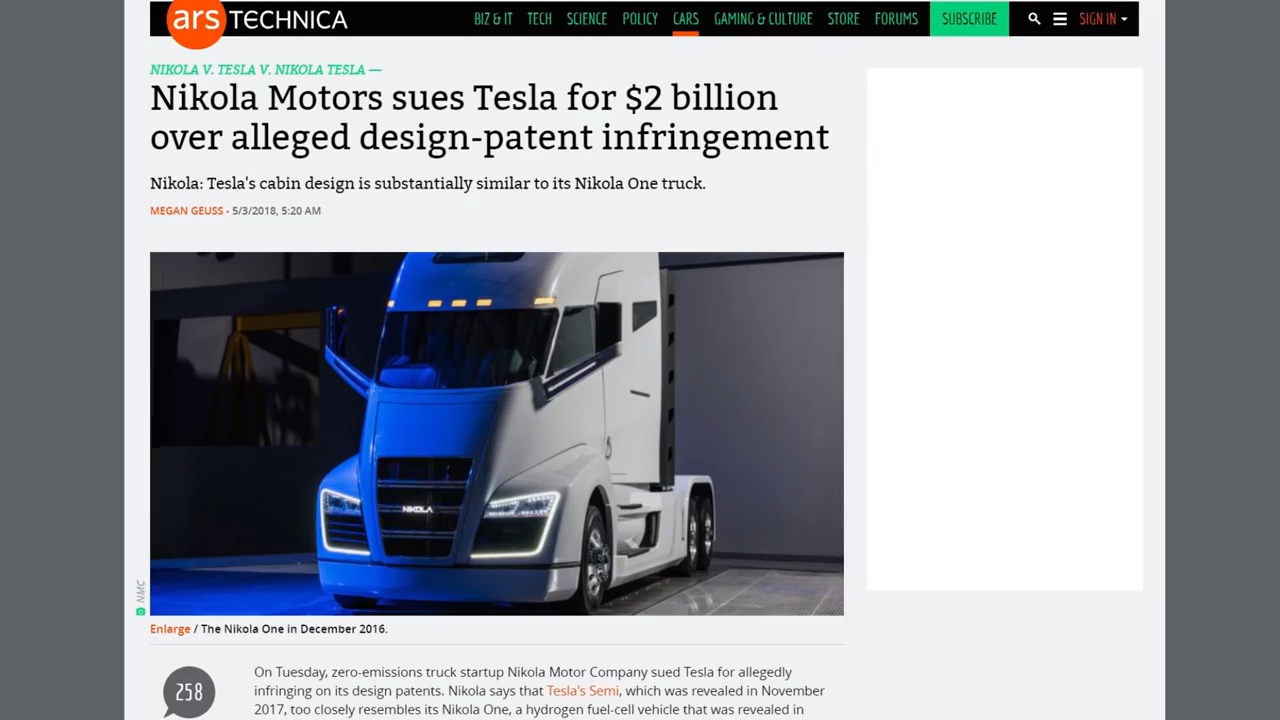 ars TECHNICA
BIZ & IT TECH SCIENCE POLICY CARS GAMING & CULTURE STORE FORUMS SUBSCRIBE SIGN IN
NIKOLA V. TESLA V. NIKOLA TESLA —
Nikola Motors sues Tesla for $2 billion
over alleged design-patent infringement
Nikola: Tesla's cabin design is substantially similar to its Nikola One truck.
MEGAN GEUSS - 5/3/2018, 5:20 AM
NIKOLA
NMC
Enlarge / The Nikola One in December 2016.
258
On Tuesday, zero-emissions truck startup Nikola Motor Company sued Tesla for allegedly
infringing on its design patents. Nikola says that Tesla's Semi, which was revealed in November
2017, too closely resembles its Nikola One, a hydrogen fuel-cell vehicle that was revealed in